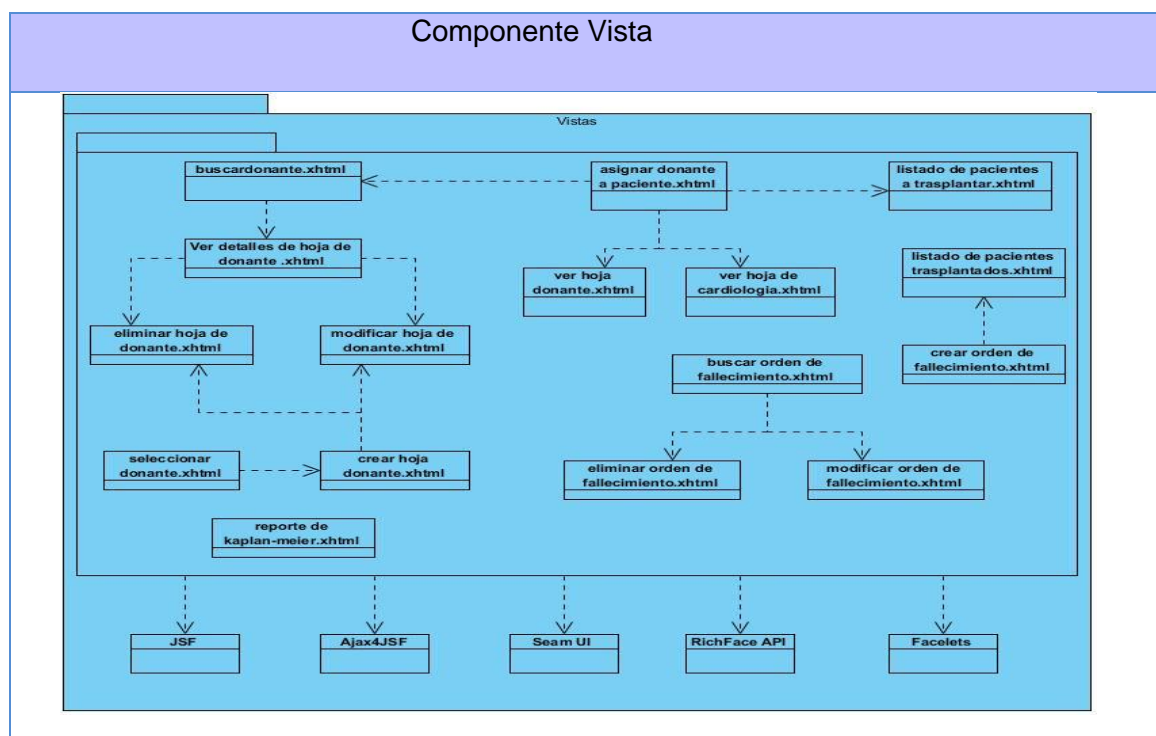 Componente Vista
Vistas
buscardonante.xhtml
asignar donante
a paciente.xhtml
listado de pacientes
a trasplantar.xhtml
Ver detalles de hoja de
donante .xhtml
ver hoja
donante.xhtml
ver hoja de
cardiologia.xhtml
listado de pacientes
trasplantados.xhtml
eliminar hoja de
donante.xhtml
modificar hoja de
donante.xhtml
buscar orden de
fallecimiento.xhtml
crear orden de
fallecimiento.xhtml
seleccionar
donante.xhtml
crear hoja
donante.xhtml
eliminar orden de
fallecimiento.xhtml
modificar orden de
fallecimiento.xhtml
reporte de
kaplan-meier.xhtml
JSF
Ajax4JSF
Seam UI
RichFace API
Facelets